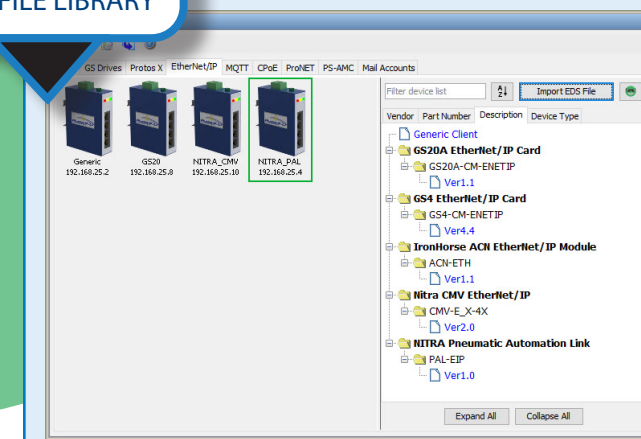 FILE LIBRARY
GS Drives Protos X EtherNet/IP MQTT CPoE ProNET PS-AMC Mail Accounts
Filter device list Import EDS File
Vendor Part Number Description Device Type
Generic Client
GS20A EtherNet/IP Card
GS20A-CM-ENETIP
Ver1.1
GS4 EtherNet/IP Card
GS4-CM-ENETIP
Ver4.4
IronHorse ACN EtherNet/IP Module
ACN-ETH
Ver1.1
Nitra CMV EtherNet/IP
CMV-E_X-4X
Ver2.0
NITRA Pneumatic Automation Link
PAL-EIP
Ver1.0
Generic GS20 NITRA_CMV NITRA_PAL
192.168.25.2 192.168.25.8 192.168.25.10 192.168.25.4
Expand All Collapse All